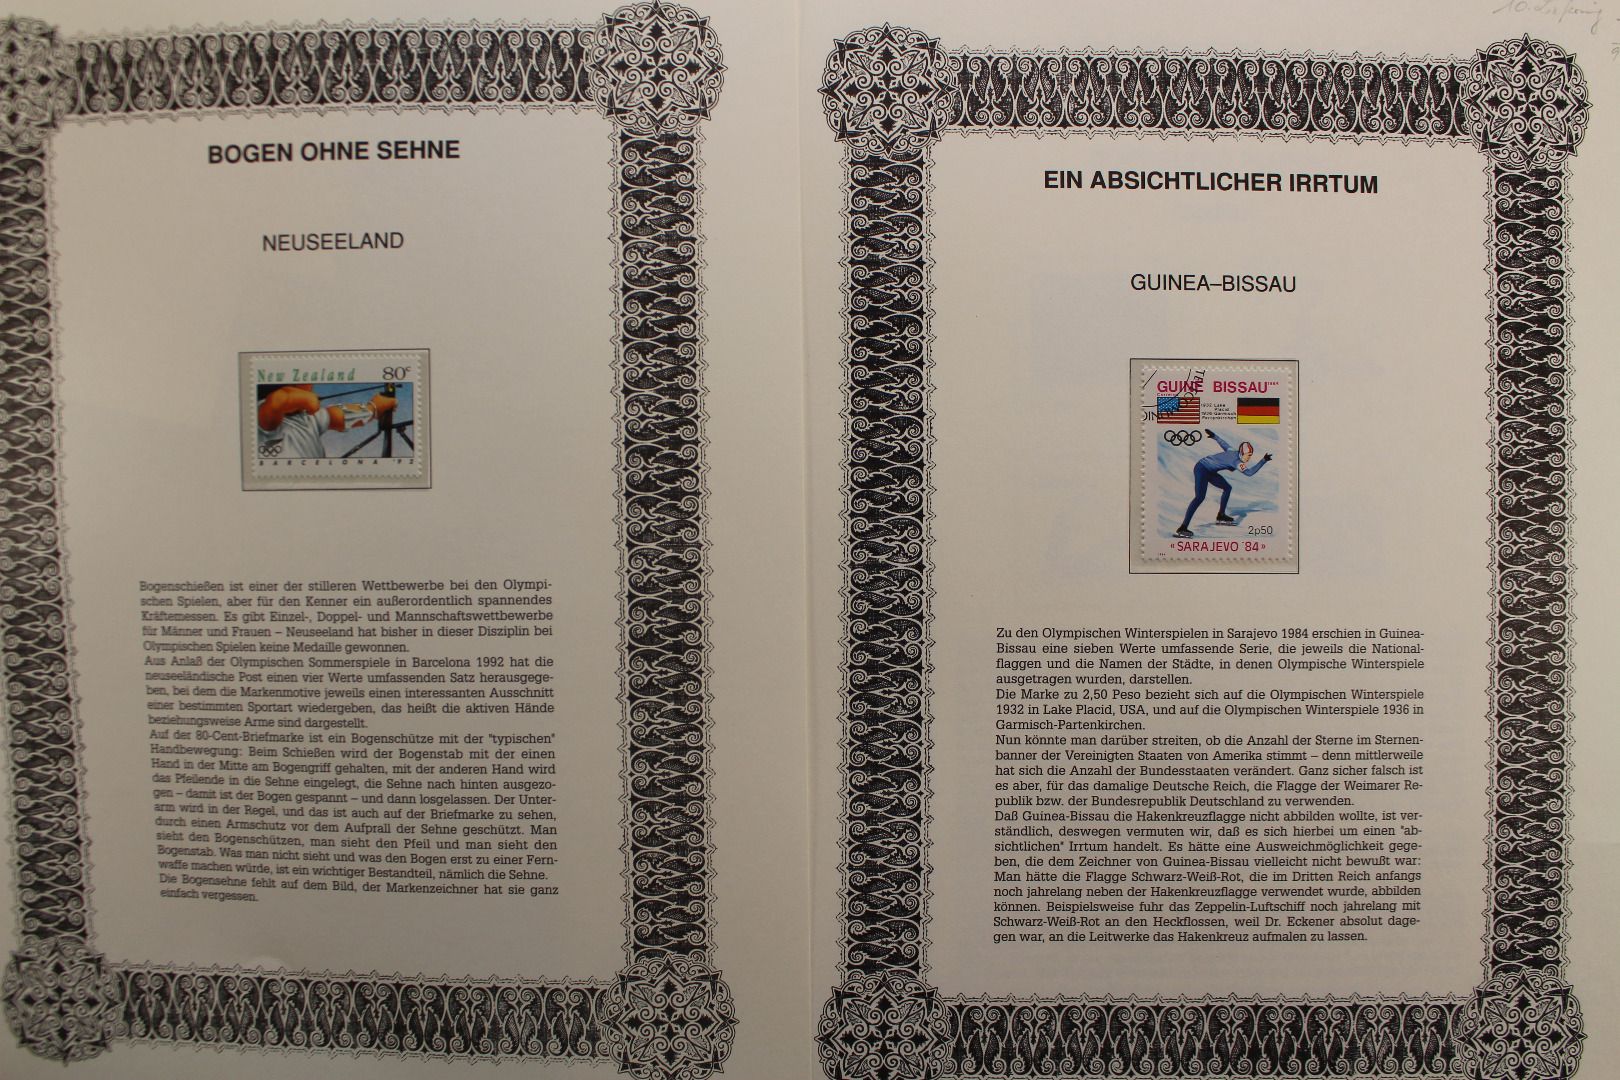 BOGEN OHNE SEHNE
NEUSEELAND
New Zealand 80c
BARCELONA '92
Bogenschießen ist einer der stilleren Wettbewerbe bei den Olympi-
schen Spielen, aber für den Kenner ein außerordentlich spannendes
Kräftemessen. Es gibt Einzel-, Doppel- und Mannschaftswettbewerbe
für Männer und Frauen – Neuseeland hat bisher in dieser Disziplin bei
Olympischen Spielen keine Medaille gewonnen.
Aus Anlaß der Olympischen Sommerspiele in Barcelona 1992 hat die
neuseeländische Post einen vier Werte umfassenden Satz herausgege-
ben, bei dem die Markenmotive jeweils einen interessanten Ausschnitt
einer bestimmten Sportart wiedergeben, das heißt die aktiven Hände
beziehungsweise Arme sind dargestellt.
Auf der 80-Cent-Briefmarke ist ein Bogenschütze mit der "typischen"
Handbewegung: Beim Schießen wird der Bogenstab mit der einen
Hand in der Mitte am Bogengriff gehalten, mit der anderen Hand wird
das Pfeilende in die Sehne eingelegt, die Sehne nach hinten ausgezo-
gen – damit ist der Bogen gespannt – und dann losgelassen. Der Unter-
arm wird in der Regel, und das ist auch auf der Briefmarke zu sehen,
durch einen Armschutz vor dem Aufprall der Sehne geschützt. Man
sieht den Bogenschützen, man sieht den Pfeil und man sieht den
Bogenstab. Was man nicht sieht und was den Bogen erst zu einer Fern-
waffe machen würde, ist ein wichtiger Bestandteil, nämlich die Sehne.
Die Bogensehne fehlt auf dem Bild, der Markenzeichner hat sie ganz
einfach vergessen.
10. Lieferung
EIN ABSICHTLICHER IRRTUM
GUINEA–BISSAU
GUINE BISSAU
Correios
1932 Lake
Placid
1936 Garmisch
Partenkirchen
2p50
«SARAJEVO '84»
Zu den Olympischen Winterspielen in Sarajevo 1984 erschien in Guinea-
Bissau eine sieben Werte umfassende Serie, die jeweils die National-
flaggen und die Namen der Städte, in denen Olympische Winterspiele
ausgetragen wurden, darstellen.
Die Marke zu 2,50 Peso bezieht sich auf die Olympischen Winterspiele
1932 in Lake Placid, USA, und auf die Olympischen Winterspiele 1936 in
Garmisch-Partenkirchen.
Nun könnte man darüber streiten, ob die Anzahl der Sterne im Sternen-
banner der Vereinigten Staaten von Amerika stimmt – denn mittlerweile
hat sich die Anzahl der Bundesstaaten verändert. Ganz sicher falsch ist
es aber, für das damalige Deutsche Reich, die Flagge der Weimarer Re-
publik bzw. der Bundesrepublik Deutschland zu verwenden.
Daß Guinea-Bissau die Hakenkreuzflagge nicht abbilden wollte, ist ver-
ständlich, deswegen vermuten wir, daß es sich hierbei um einen "ab-
sichtlichen" Irrtum handelt. Es hätte eine Ausweichmöglichkeit gege-
ben, die dem Zeichner von Guinea-Bissau vielleicht nicht bewußt war:
Man hätte die Flagge Schwarz-Weiß-Rot, die im Dritten Reich anfangs
noch jahrelang neben der Hakenkreuzflagge verwendet wurde, abbilden
können. Beispielsweise fuhr das Zeppelin-Luftschiff noch jahrelang mit
Schwarz-Weiß-Rot an den Heckflossen, weil Dr. Eckener absolut dage-
gen war, an die Leitwerke das Hakenkreuz aufmalen zu lassen.